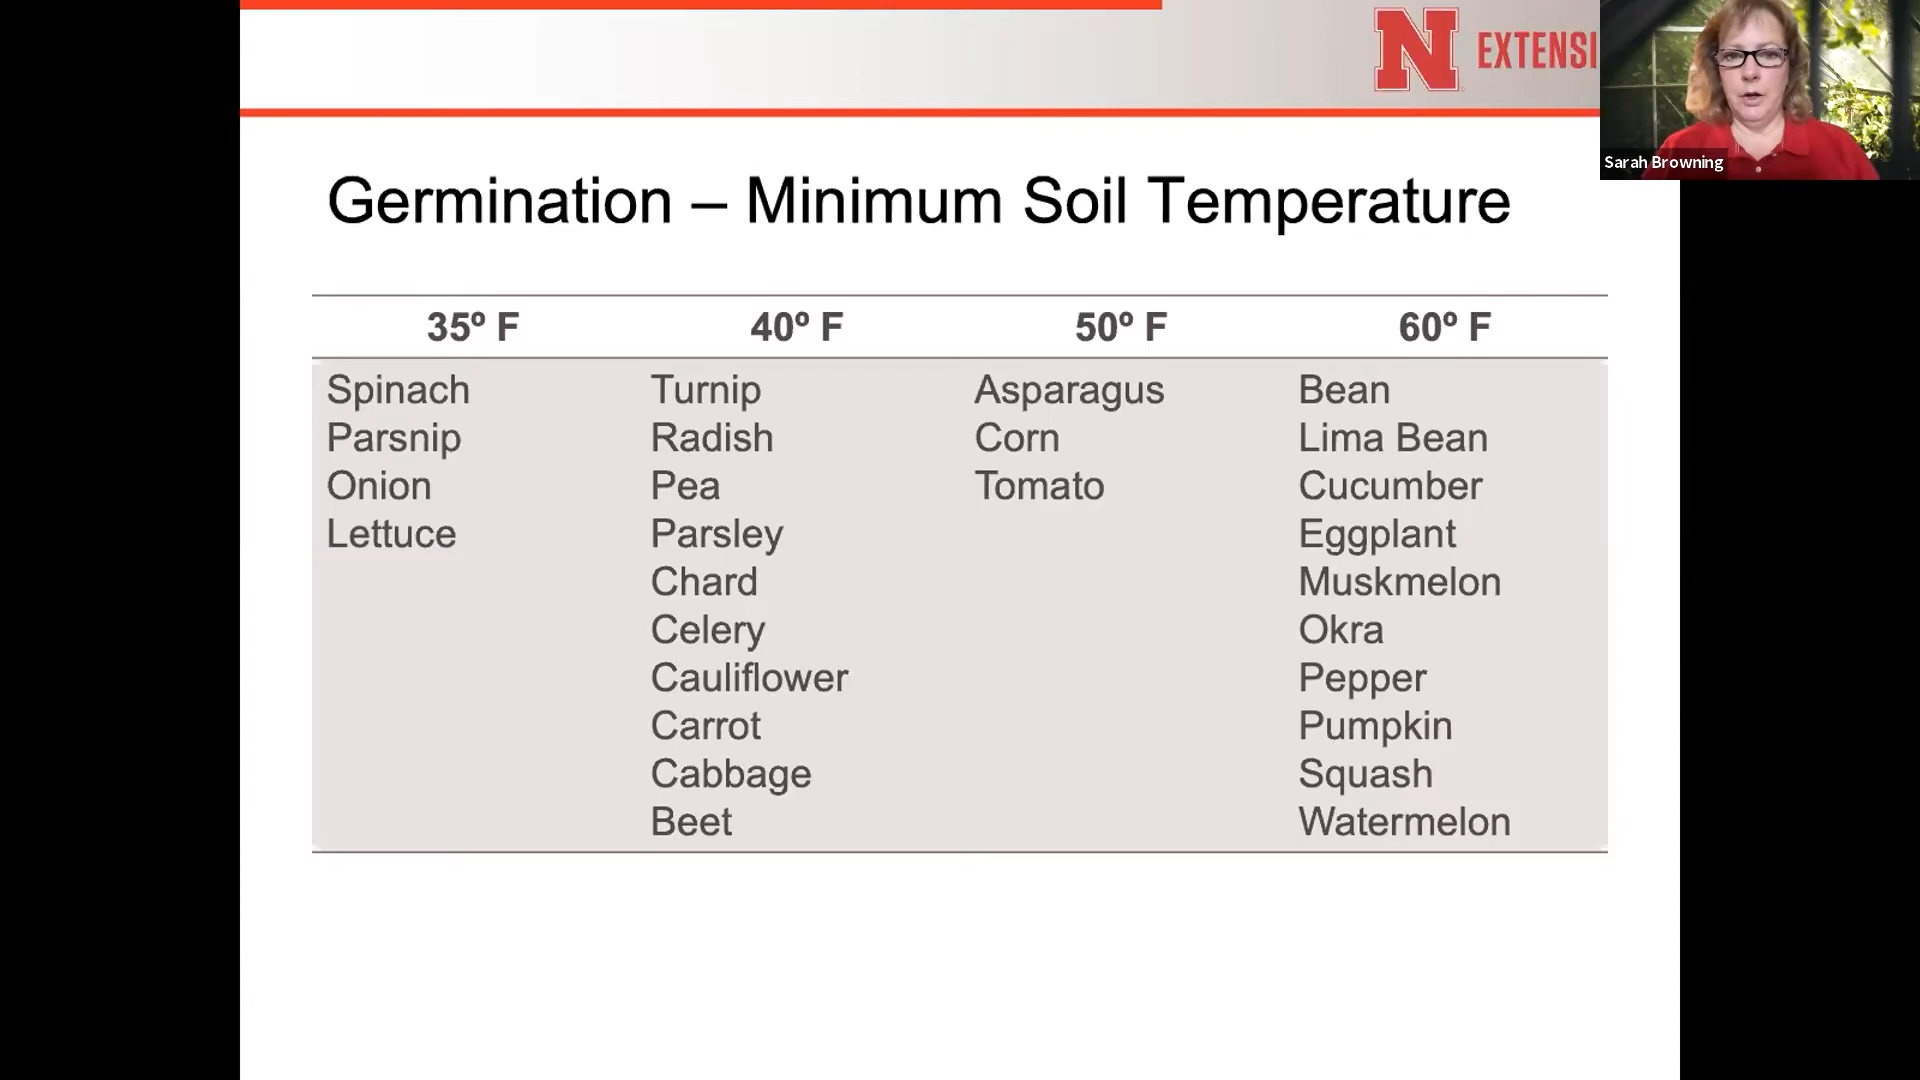 N EXTENSI
Sarah Browning
Germination – Minimum Soil Temperature
35º F 40º F 50º F 60º F
Spinach Turnip Asparagus Bean
Parsnip Radish Corn Lima Bean
Onion Pea Tomato Cucumber
Lettuce Parsley Eggplant
Chard Muskmelon
Celery Okra
Cauliflower Pepper
Carrot Pumpkin
Cabbage Squash
Beet Watermelon